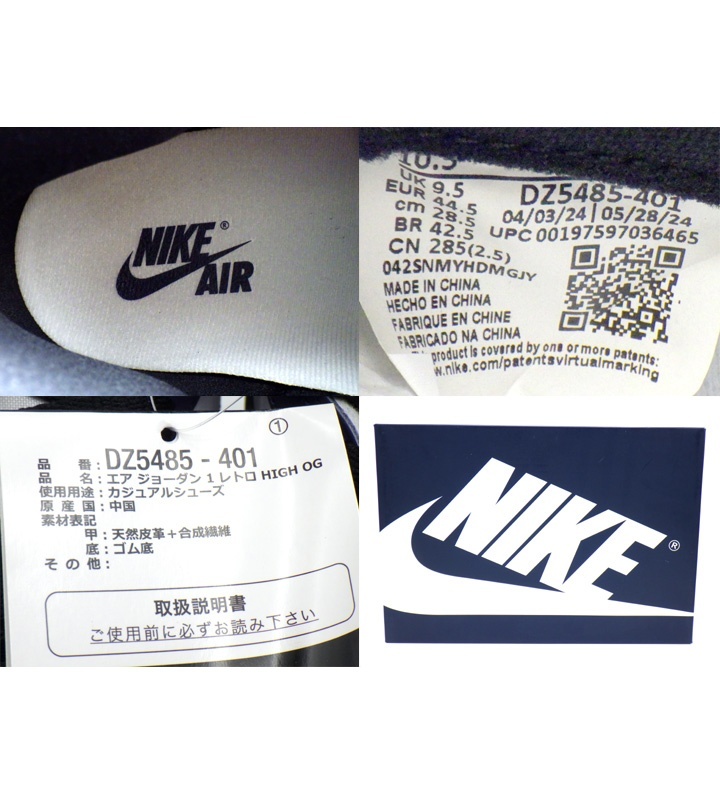 NIKE®
AIR
10.5
UK 9.5
EUR 44.5
cm 28.5
BR 42.5
CN 285(2.5)
DZ5485-401
04/03/24 | 05/28/24
UPC 00197597036465
042SNMYHDMGJY
MADE IN CHINA
HECHO EN CHINA
FABRIQUE EN CHINE
FABRICADO NA CHINA
product is covered by one or more patents:
w.nike.com/patentsvirtualmarking
①
品 番:DZ5485-401
品 名:エア ジョーダン 1 レトロ HIGH OG
使用用途:カジュアルシューズ
原産国:中国
素材表記
甲:天然皮革+合成繊維
底:ゴム底
その他:
取扱説明書
ご使用前に必ずお読み下さい
NIKE®